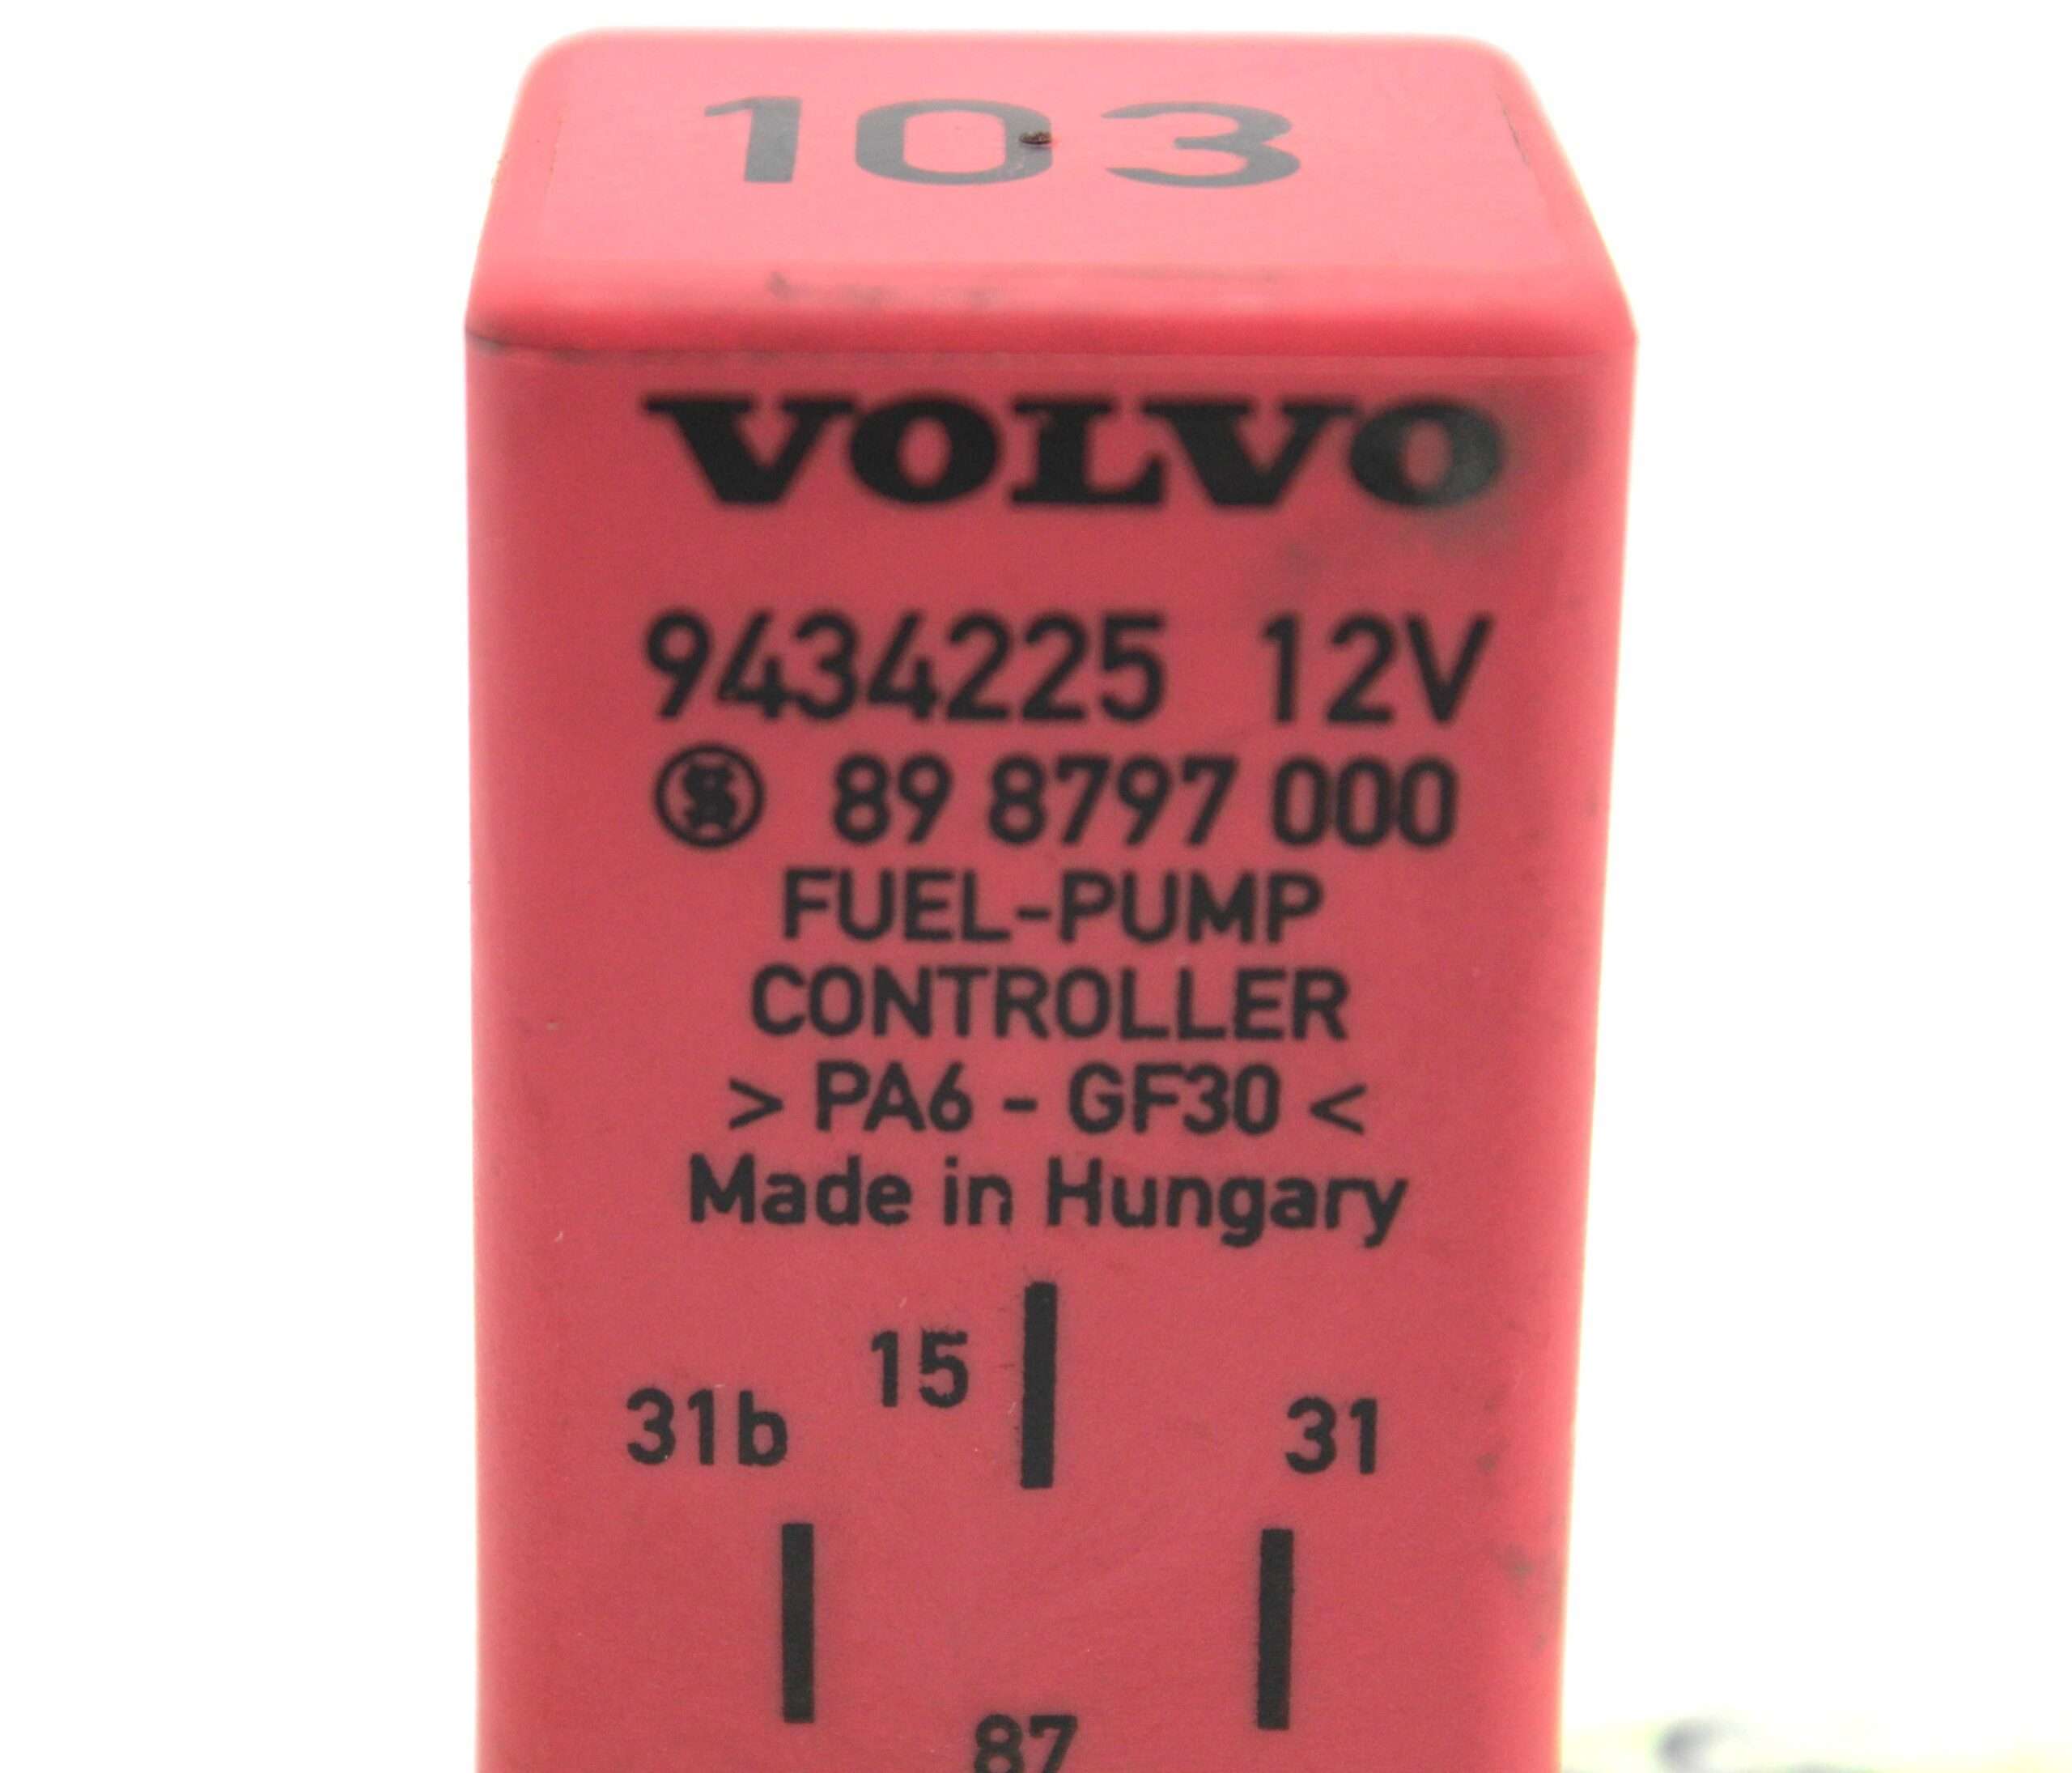 103
VOLVO
9434225 12V
89 8797 000
FUEL-PUMP
CONTROLLER
> PA6 - GF30 <
Made in Hungary
15
31b 31
87